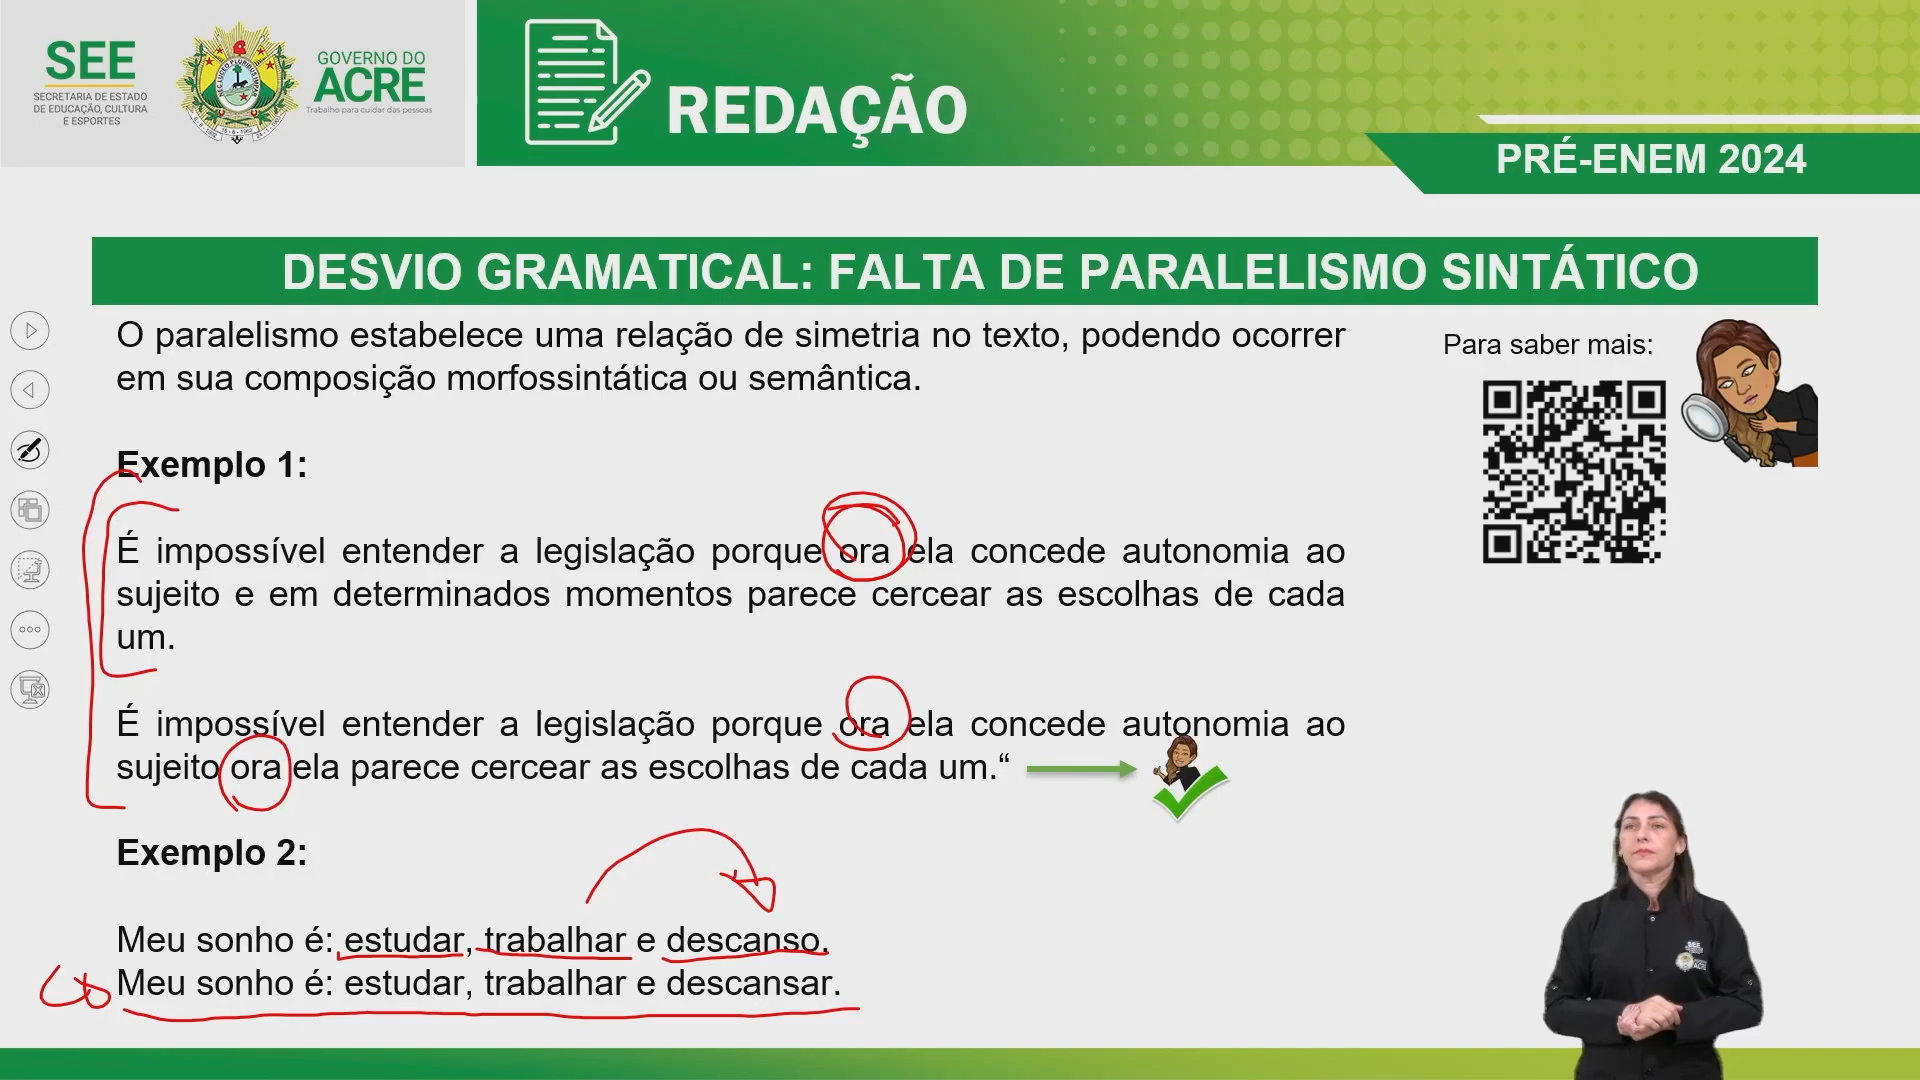 SEE
SECRETARIA DE ESTADO
DE EDUCAÇÃO, CULTURA
E ESPORTES
GOVERNO DO
ACRE
Trabalho para cuidar das pessoas
REDAÇÃO
PRÉ-ENEM 2024
DESVIO GRAMATICAL: FALTA DE PARALELISMO SINTÁTICO
O paralelismo estabelece uma relação de simetria no texto, podendo ocorrer
em sua composição morfossintática ou semântica.
Para saber mais:
Exemplo 1:
É impossível entender a legislação porque ora ela concede autonomia ao
sujeito e em determinados momentos parece cercear as escolhas de cada
um.
É impossível entender a legislação porque ora ela concede autonomia ao
sujeito ora ela parece cercear as escolhas de cada um.“
Exemplo 2:
Meu sonho é: estudar, trabalhar e descanso.
Meu sonho é: estudar, trabalhar e descansar.